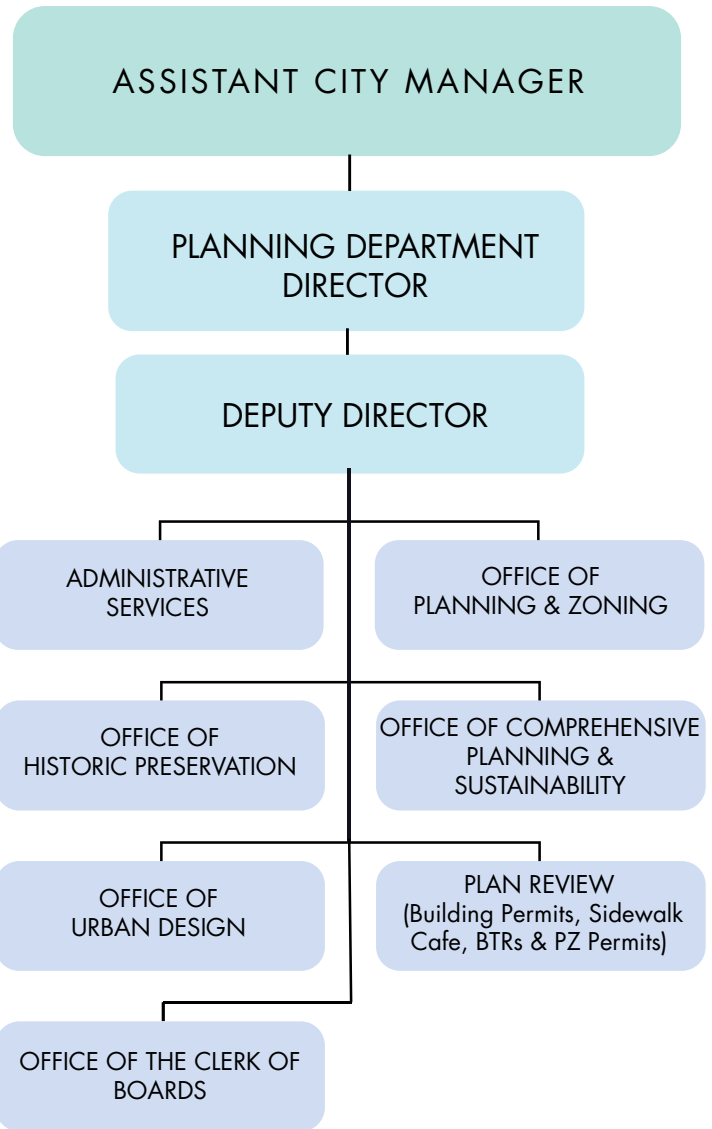 ASSISTANT CITY MANAGER
PLANNING DEPARTMENT
DIRECTOR
DEPUTY DIRECTOR
ADMINISTRATIVE
SERVICES
OFFICE OF
PLANNING & ZONING
OFFICE OF
HISTORIC PRESERVATION
OFFICE OF COMPREHENSIVE
PLANNING &
SUSTAINABILITY
OFFICE OF
URBAN DESIGN
PLAN REVIEW
(Building Permits, Sidewalk
Cafe, BTRs & PZ Permits)
OFFICE OF THE CLERK OF
BOARDS